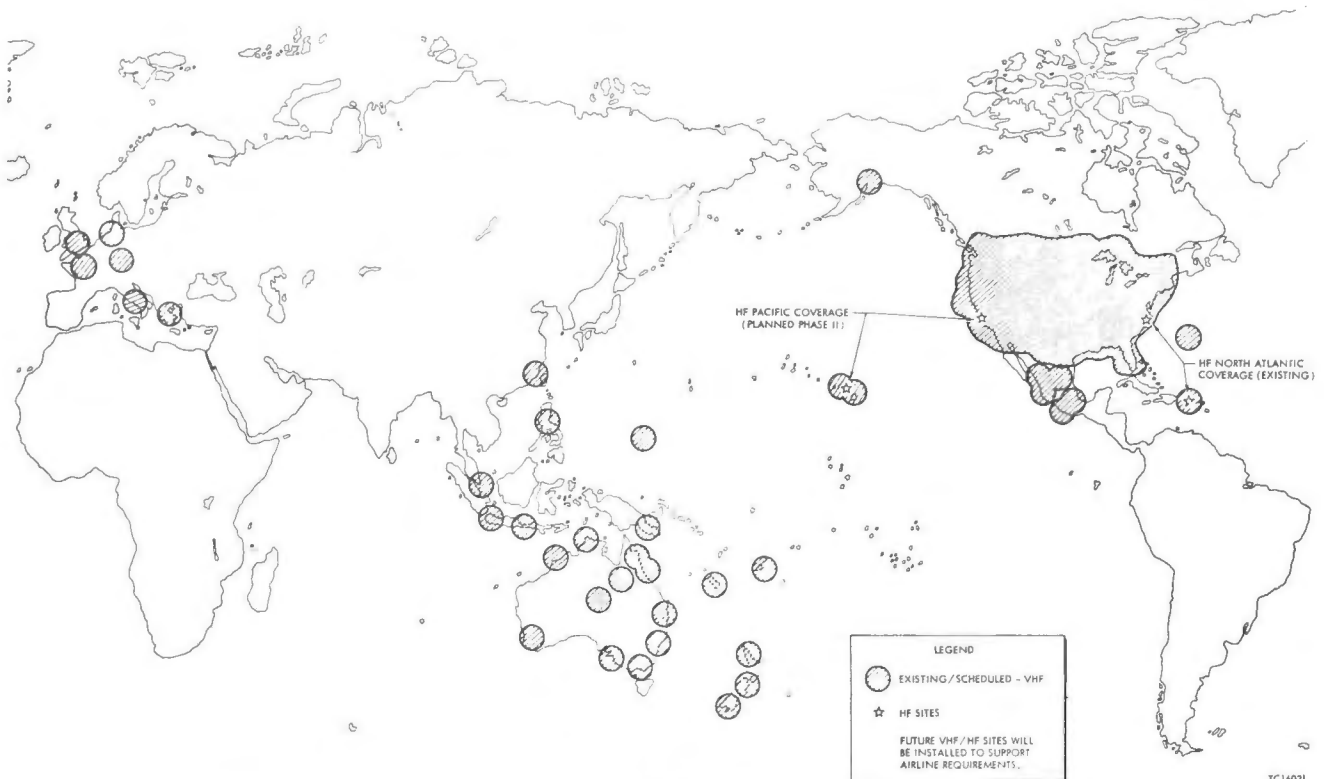 HF PACIFIC COVERAGE
(PLANNED PHASE II)
HF NORTH ATLANTIC
COVERAGE (EXISTING)
LEGEND
EXISTING/SCHEDULED - VHF
HF SITES
FUTURE VHF/HF SITES WILL
BE INSTALLED TO SUPPORT
AIRLINE REQUIREMENTS.